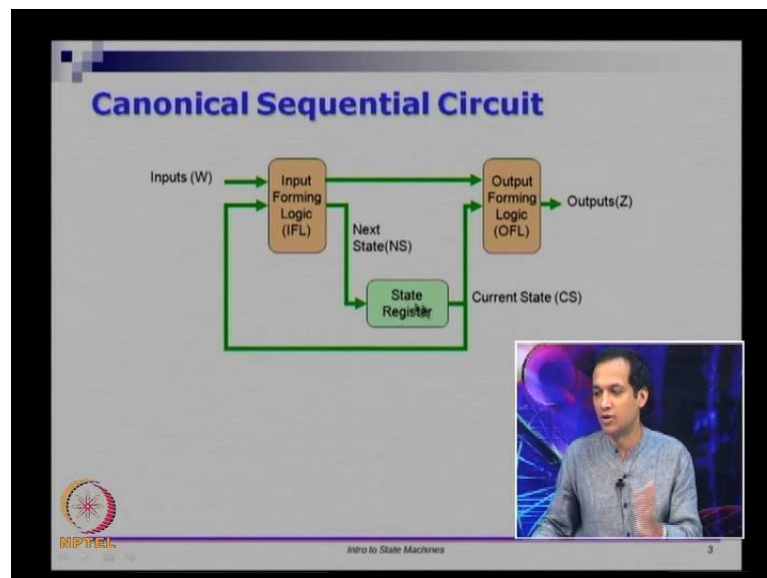 Canonical Sequential Circuit
Inputs (W)
Input
Forming
Logic
(IFL)
Next
State(NS)
State
Register
Output
Forming
Logic
(OFL)
Outputs(Z)
Current State (CS)
NPTEL
Intro to State Machines
3